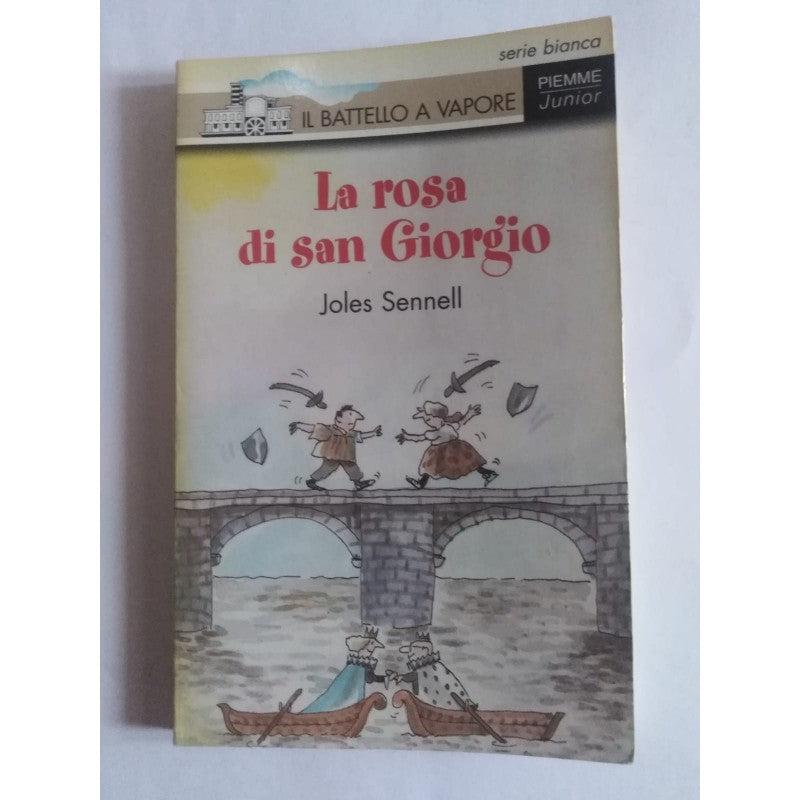 serie bianca
IL BATTELLO A VAPORE
PIEMME
Junior
La rosa
di san Giorgio
Joles Sennell